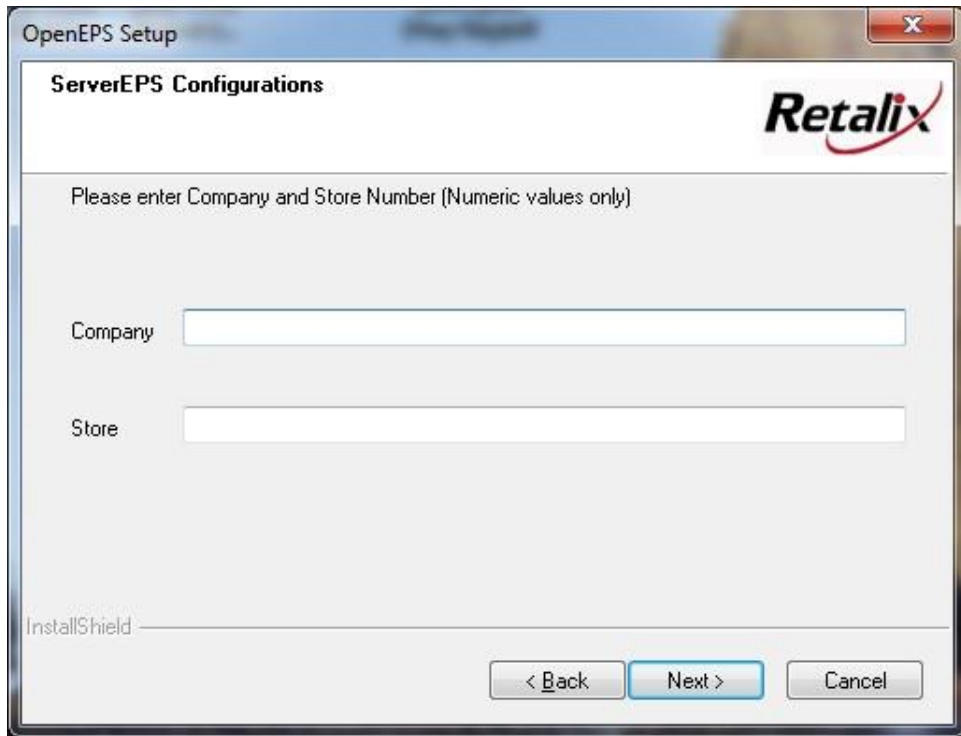 OpenEPS Setup
ServerEPS Configurations
Retalix
Please enter Company and Store Number (Numeric values only)
Company
Store
InstallShield
< Back
Next >
Cancel